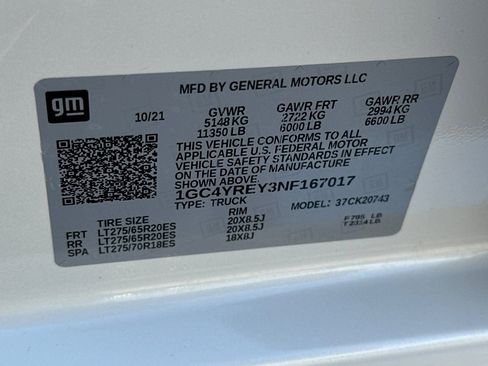 MFD BY GENERAL MOTORS LLC
gm
10/21 GVWR GAWR FRT GAWR RR
5148 KG 2722 KG 2994 KG
11350 LB 6000 LB 6600 LB
THIS VEHICLE CONFORMS TO ALL
APPLICABLE U.S. FEDERAL MOTOR
VEHICLE SAFETY STANDARDS IN EFFECT
ON THE DATE OF MANUFACTURE SHOWN ABOVE.
1GC4YREY3NF167017
TYPE: TRUCK MODEL: 37CK20743
TIRE SIZE RIM
FRT LT275/65R20ES 20X8.5J
RR LT275/65R20ES 20X8.5J
SPA LT275/70R18ES 18X8J
F 795 LB